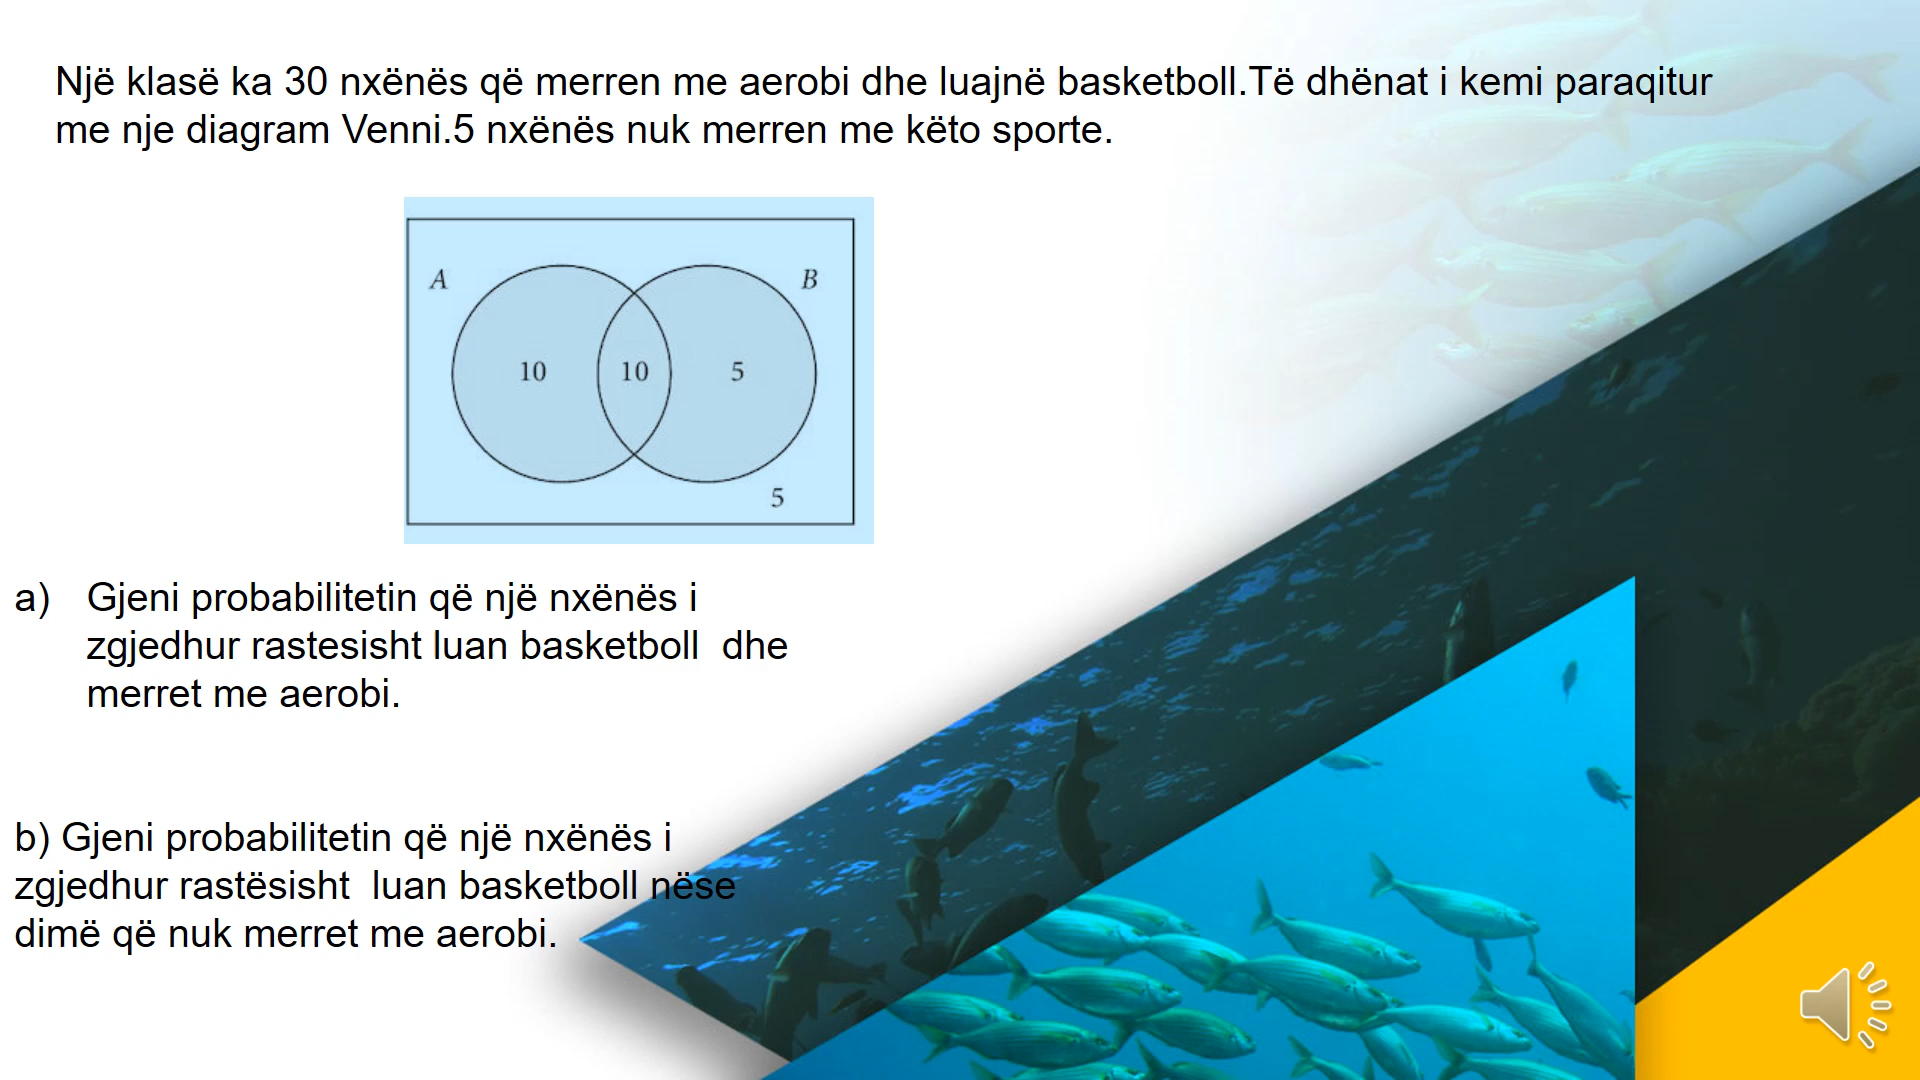 Një klasë ka 30 nxënës që merren me aerobi dhe luajnë basketboll.Të dhënat i kemi paraqitur
me nje diagram Venni.5 nxënës nuk merren me këto sporte.
A
B
10
10
5
5
a) Gjeni probabilitetin që një nxënës i
zgjedhur rastesisht luan basketboll  dhe
merret me aerobi.
b) Gjeni probabilitetin që një nxënës i
zgjedhur rastësisht  luan basketboll nëse
dimë që nuk merret me aerobi.